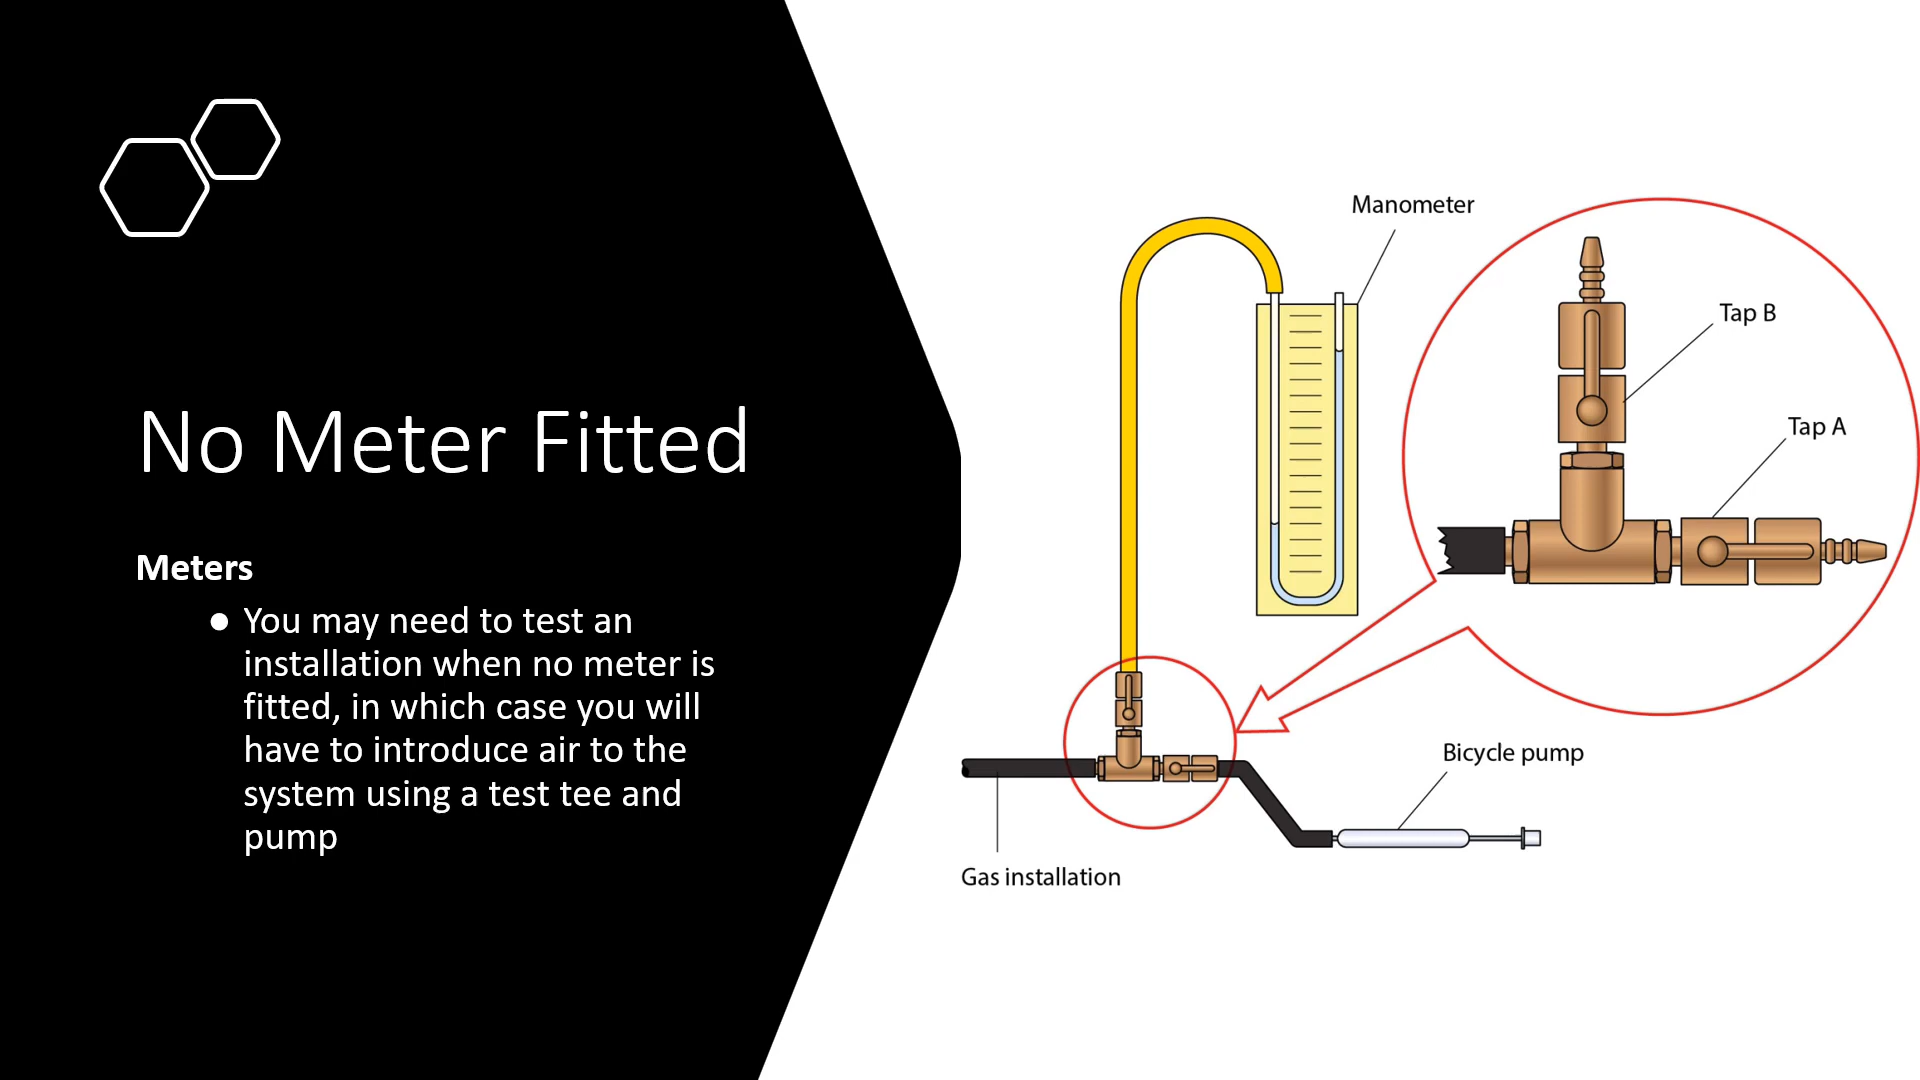 No Meter Fitted
Meters
● You may need to test an
installation when no meter is
fitted, in which case you will
have to introduce air to the
system using a test tee and
pump
Manometer
Tap B
Tap A
Bicycle pump
Gas installation